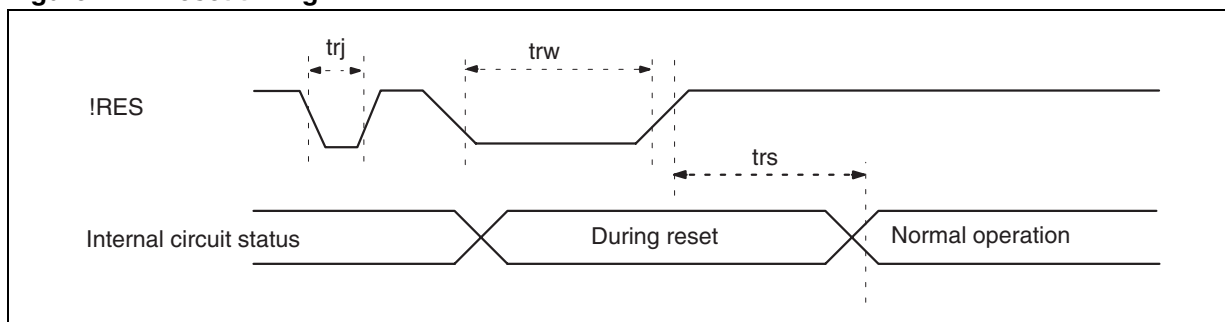 trj
trw
!RES
trs
Internal circuit status
During reset
Normal operation